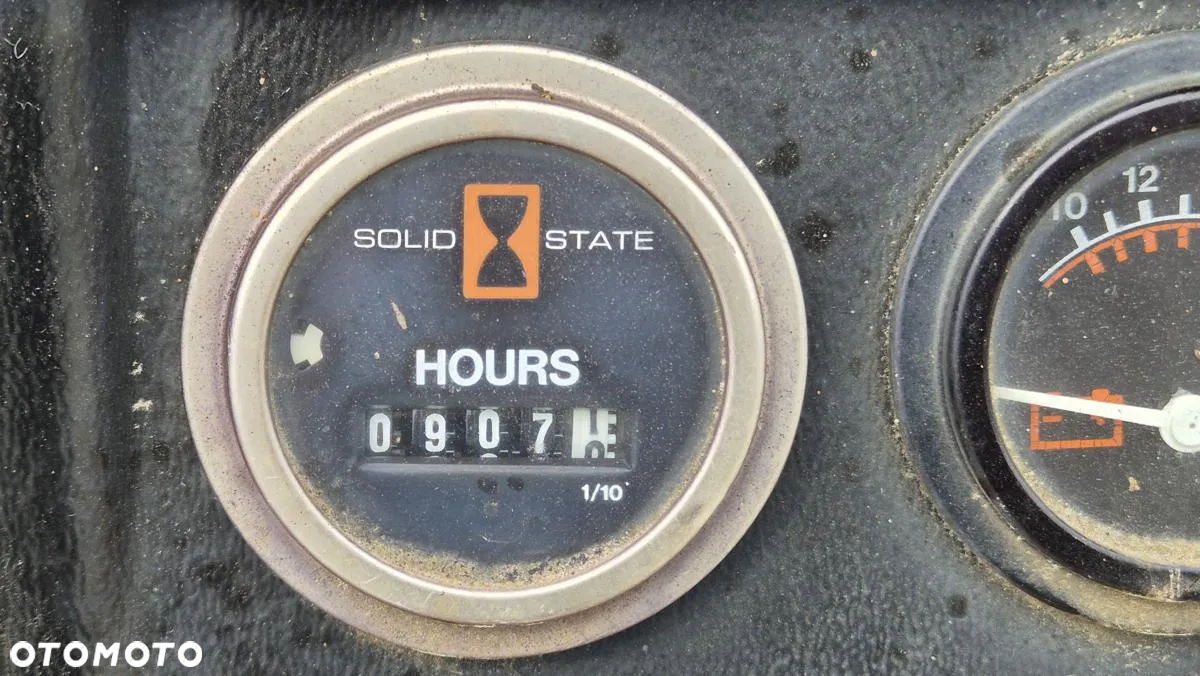 SOLID STATE
HOURS
0907
1/10
10 12
OTOMOTO